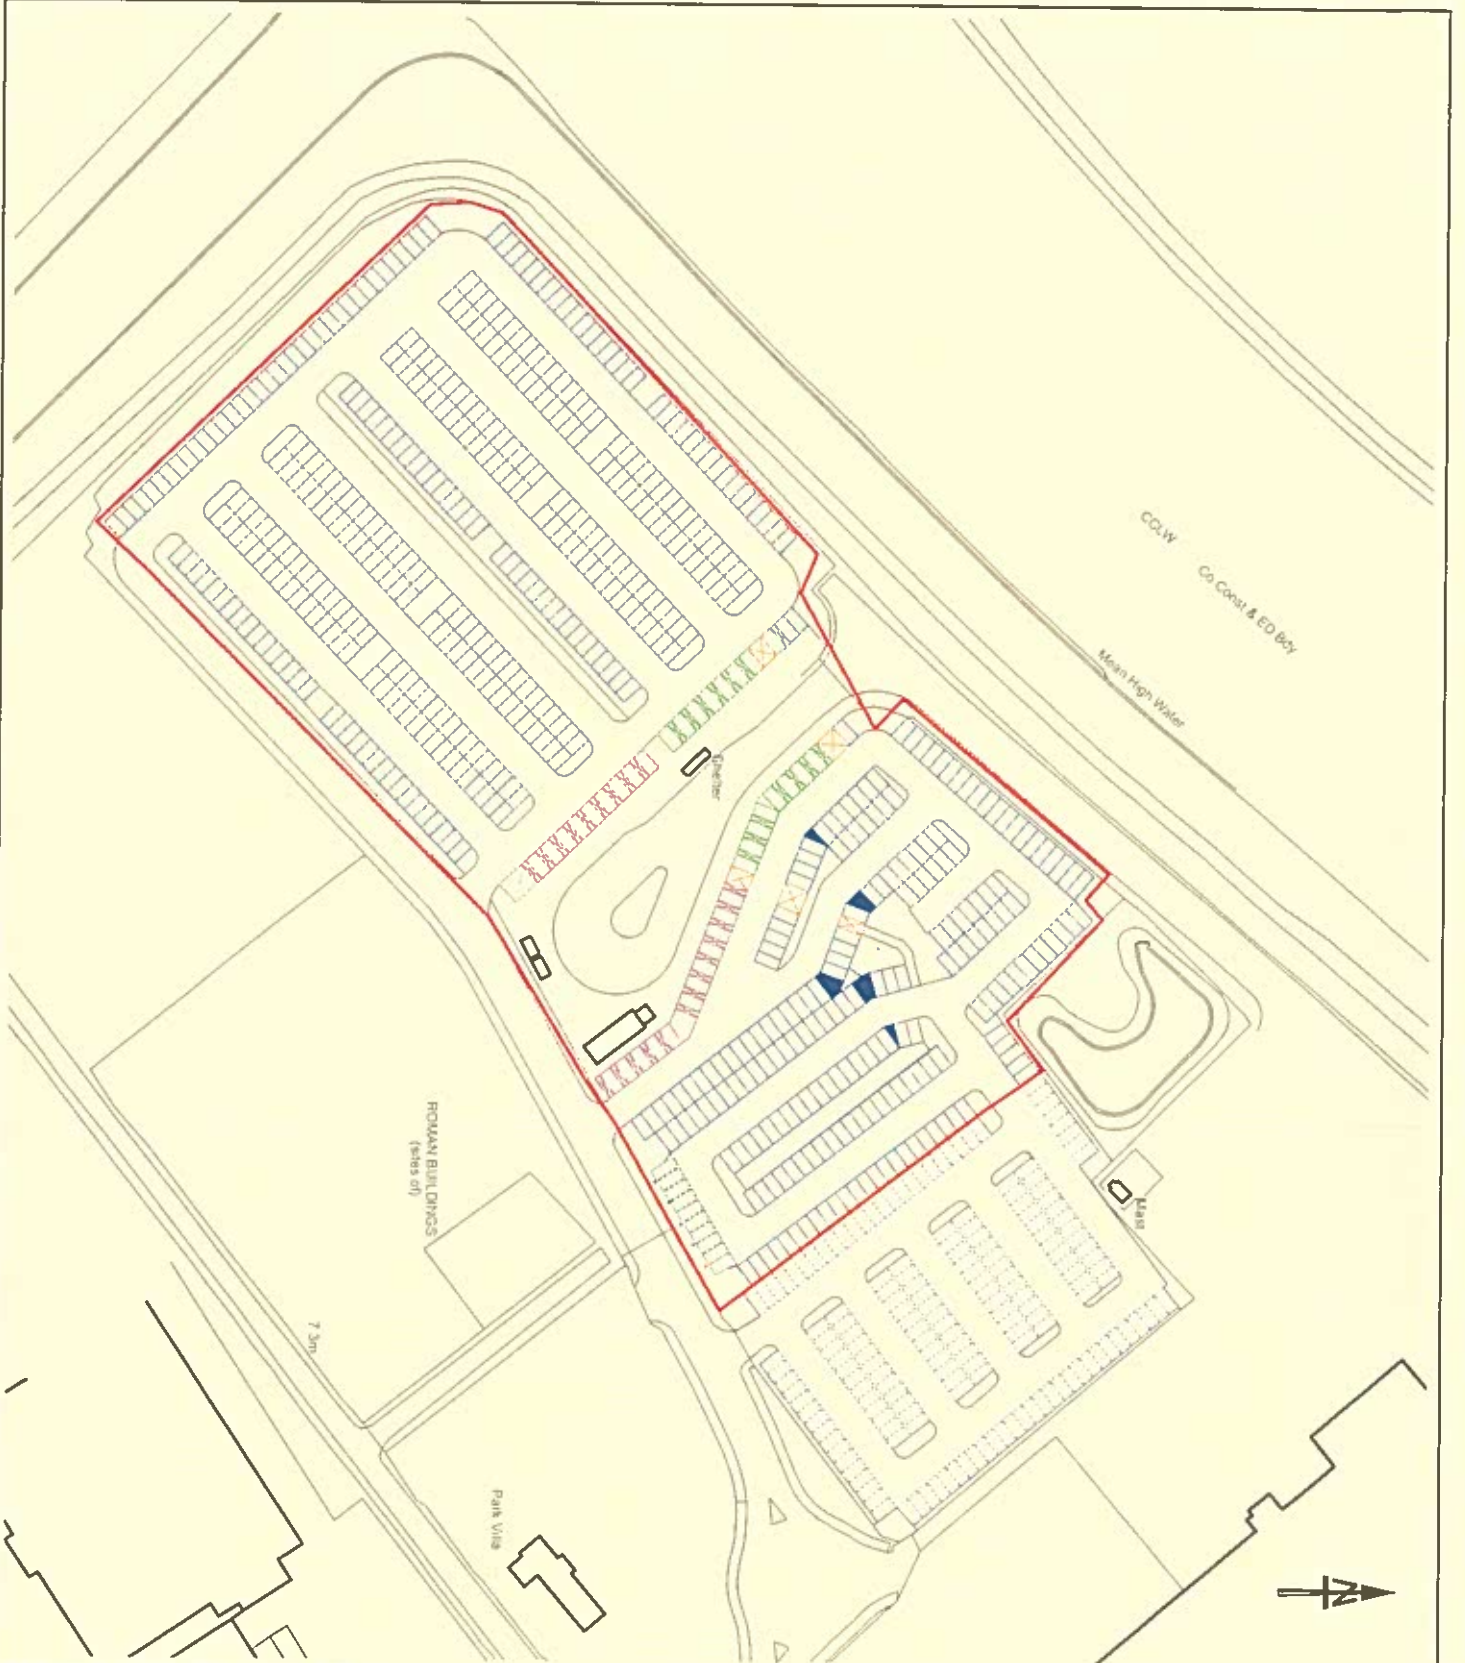 CCLW
Co Const & ED Bdy
Mean High Water
Shelter
Mast
ROMAN BUILDINGS
(sites of)
7.3m
Park Villa
N